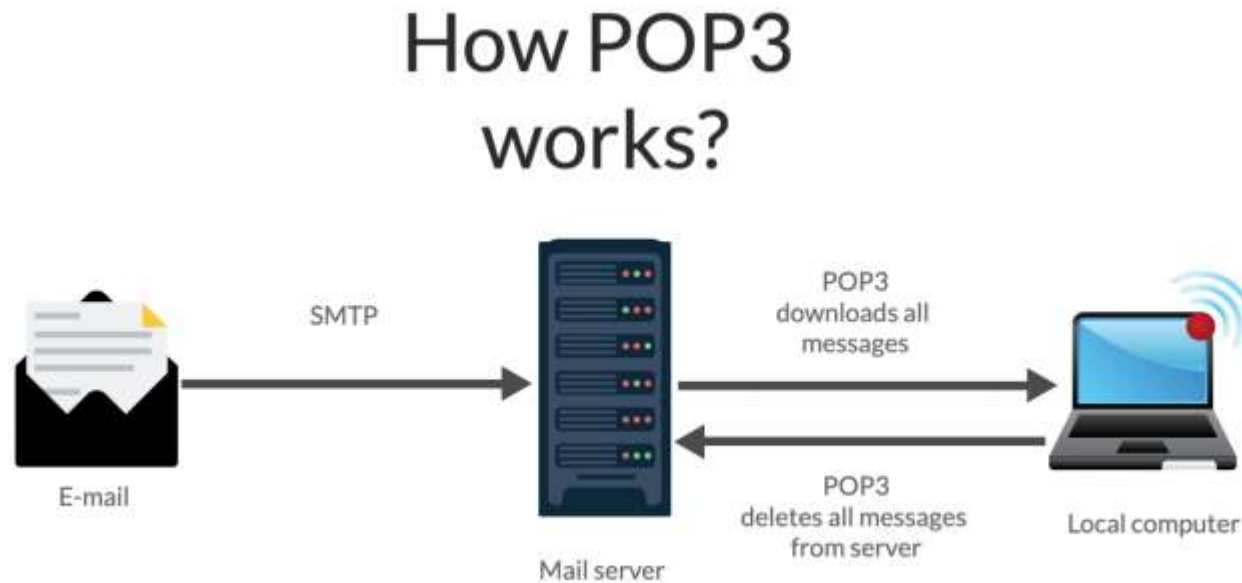 How POP3
works?
SMTP
POP3
downloads all
messages
E-mail
Mail server
POP3
deletes all messages
from server
Local computer